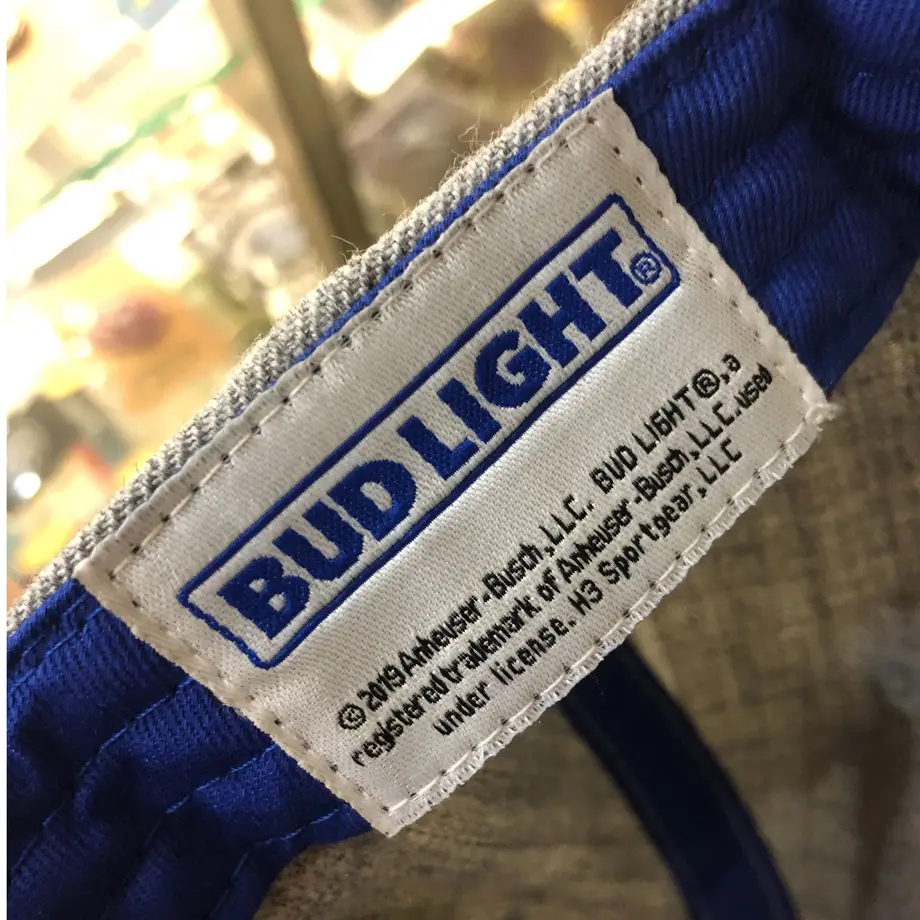 BUD LIGHT®
© 2019 Anheuser-Busch, LLC. BUD LIGHT®, a
registered trademark of Anheuser-Busch, LLC. used
under license. H3 Sportgear, LLC